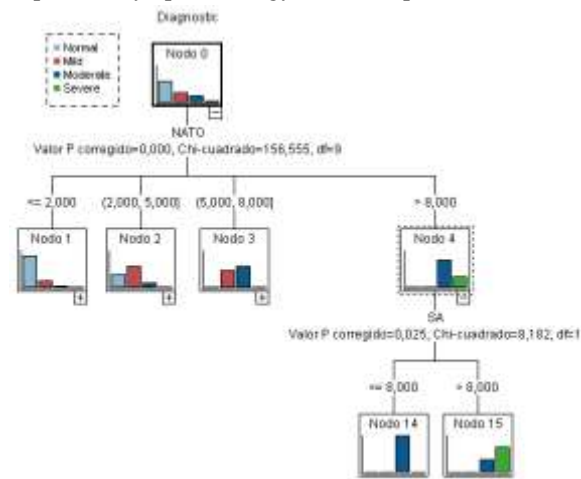 Diagnostic
Normal
Mild
Moderate
Severe
Nodo 0
NATO
Valor P corregido=0,000, Chi-cuadrado=156,555, df=9
<= 2,000
(2,000, 5,000]
(5,000, 8,000]
> 8,000
Nodo 1
Nodo 2
Nodo 3
Nodo 4
SA
Valor P corregido=0,025, Chi-cuadrado=8,182, df=1
<= 8,000
> 8,000
Nodo 14
Nodo 15